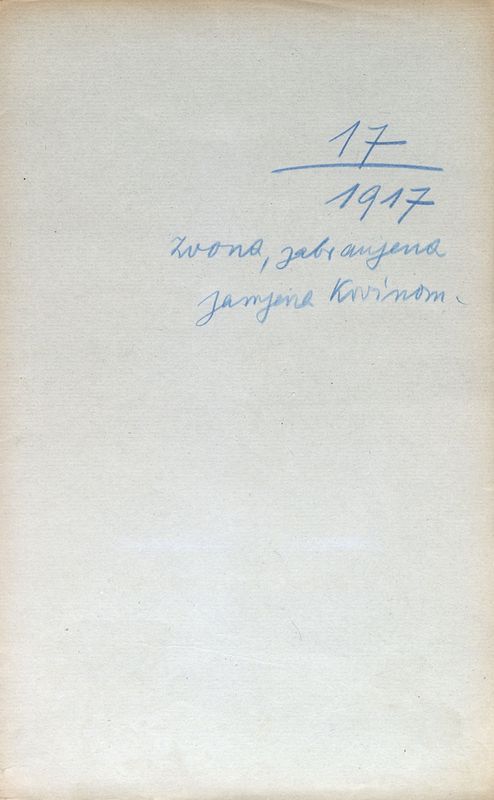 17
1917
Zvona, zabranjena
zamjena Kovinom.